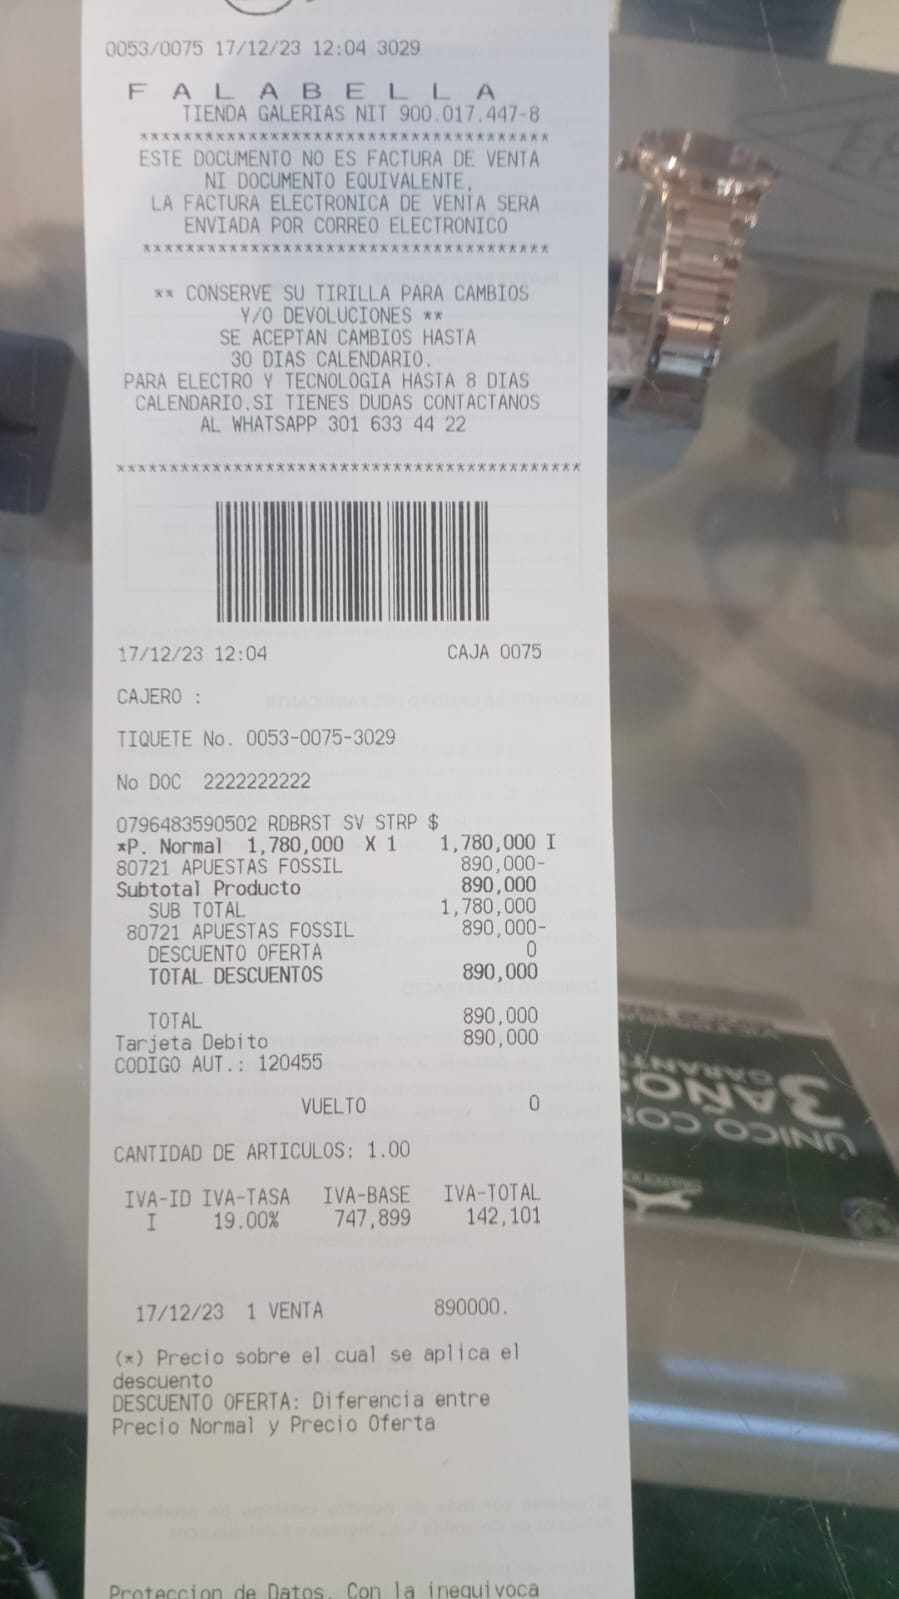 0053/0075 17/12/23 12:04 3029
F A L A B E L L A
TIENDA GALERIAS NIT 900.017.447-8
**************************************
ESTE DOCUMENTO NO ES FACTURA DE VENTA
NI DOCUMENTO EQUIVALENTE,
LA FACTURA ELECTRONICA DE VENTA SERA
ENVIADA POR CORREO ELECTRONICO
**************************************
** CONSERVE SU TIRILLA PARA CAMBIOS
Y/O DEVOLUCIONES **
SE ACEPTAN CAMBIOS HASTA
30 DIAS CALENDARIO.
PARA ELECTRO Y TECNOLOGIA HASTA 8 DIAS
CALENDARIO.SI TIENES DUDAS CONTACTANOS
AL WHATSAPP 301 633 44 22
*******************************************
17/12/23 12:04 CAJA 0075
CAJERO :
TIQUETE No. 0053-0075-3029
No DOC 2222222222
0796483590502 RDBRST SV STRP $
*P. Normal 1,780,000 X 1 1,780,000 I
80721 APUESTAS FOSSIL 890,000-
Subtotal Producto 890,000
SUB TOTAL 1,780,000
80721 APUESTAS FOSSIL 890,000-
DESCUENTO OFERTA 0
TOTAL DESCUENTOS 890,000
TOTAL 890,000
Tarjeta Debito 890,000
CODIGO AUT.: 120455
VUELTO 0
CANTIDAD DE ARTICULOS: 1.00
IVA-ID IVA-TASA IVA-BASE IVA-TOTAL
I 19.00% 747,899 142,101
17/12/23 1 VENTA 890000.
(*) Precio sobre el cual se aplica el
descuento
DESCUENTO OFERTA: Diferencia entre
Precio Normal y Precio Oferta
Proteccion de Datos. Con la inequivoca
3 AÑOS
ÚNICO CON